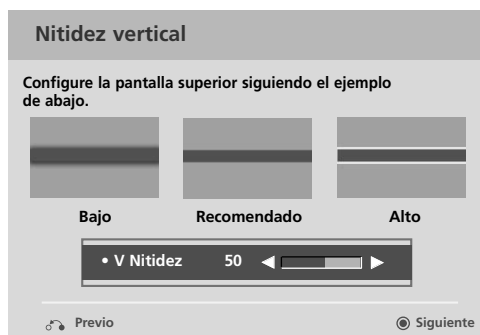 Nitidez vertical
Configure la pantalla superior siguiendo el ejemplo
de abajo.
Bajo Recomendado Alto
• V Nitidez 50 ◀ ▶
Previo Siguiente